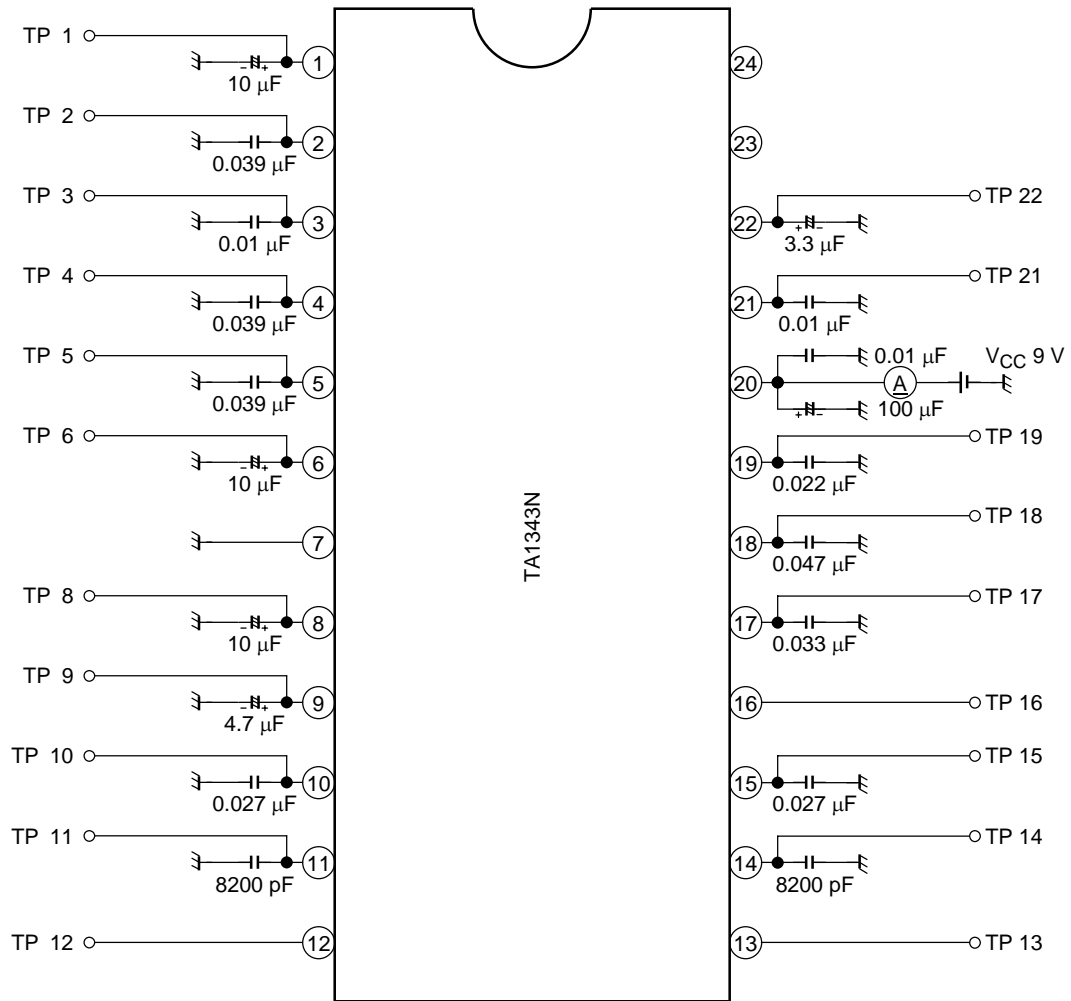 TP 1
1
10 μF
24
TP 2
2
0.039 μF
23
TP 3
3
0.01 μF
TP 22
22
3.3 μF
TP 4
4
0.039 μF
TP 21
21
0.01 μF
TP 5
5
0.039 μF
0.01 μF
VCC 9 V
20
A
100 μF
TP 6
6
10 μF
TP 19
19
0.022 μF
7
TA1343N
TP 18
18
0.047 μF
TP 8
8
10 μF
TP 17
17
0.033 μF
TP 9
9
4.7 μF
16
TP 16
TP 10
10
0.027 μF
TP 15
15
0.027 μF
TP 11
11
8200 pF
TP 14
14
8200 pF
TP 12
12
13
TP 13